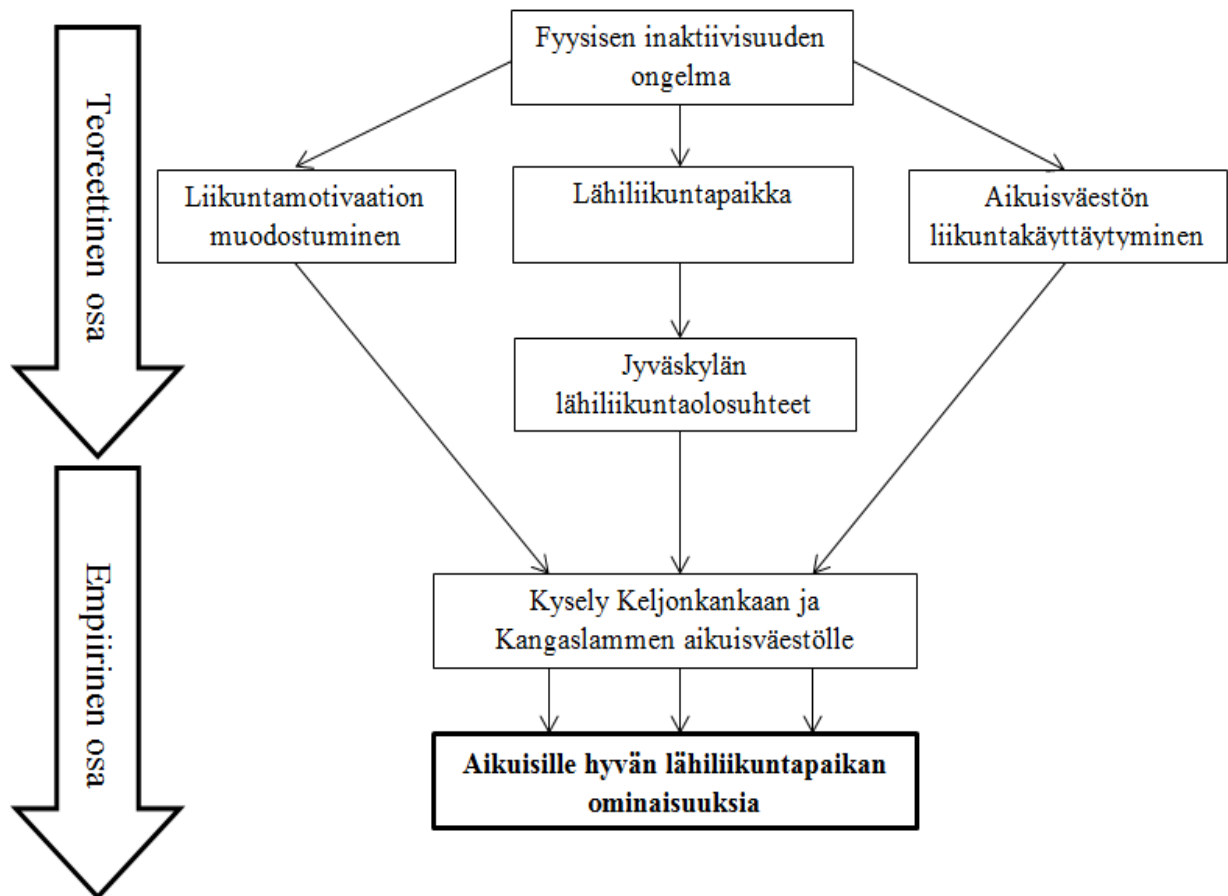 Teoreettinen osa
Fyysisen inaktiivisuuden
ongelma
Liikuntamotivaation
muodostuminen
Lähiliikuntapaikka
Aikuisväestön
liikuntakäyttäytyminen
Jyväskylän
lähiliikuntaolosuhteet
Empiirinen osa
Kysely Keljonkankaan ja
Kangaslammen aikuisväestölle
Aikuisille hyvän lähiliikuntapaikan
ominaisuuksia